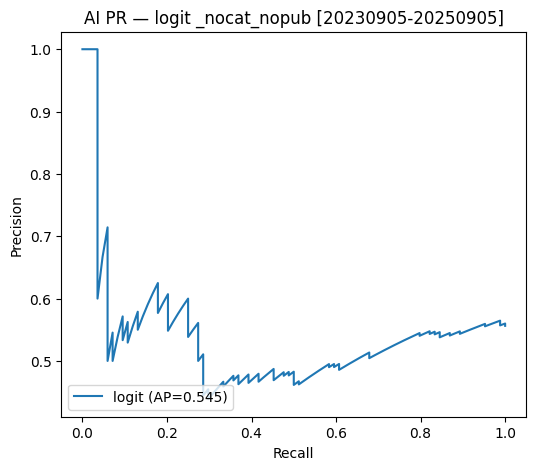 AI PR — logit _nocat_nopub [20230905-20250905]
1.0
0.9
0.8
0.7
0.6
0.5
Precision
logit (AP=0.545)
0.0 0.2 0.4 0.6 0.8 1.0
Recall